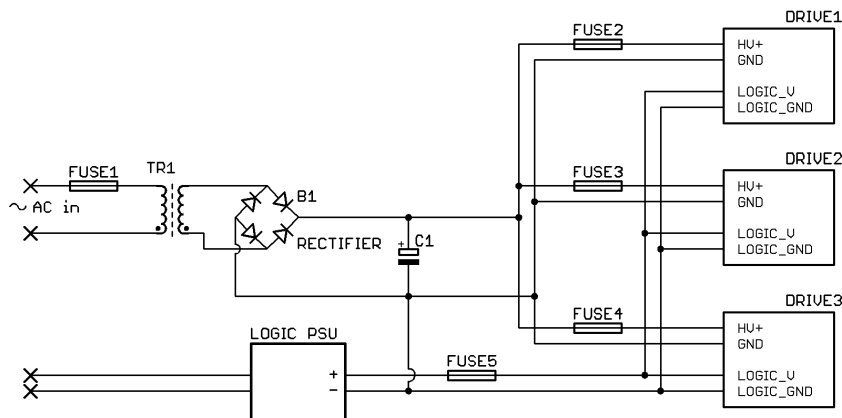 DRIVE1
FUSE2
HV+
GND
LOGIC_V
LOGIC_GND
DRIVE2
FUSE1
TR1
FUSE3
HV+
GND
~ AC in
B1
RECTIFIER
+
C1
LOGIC_V
LOGIC_GND
DRIVE3
FUSE4
HV+
GND
LOGIC PSU
FUSE5
+
-
LOGIC_V
LOGIC_GND